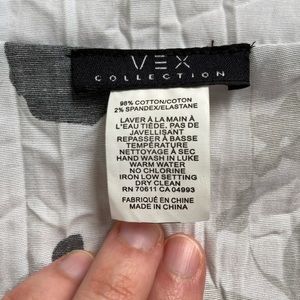 VEX
COLLECTION
98% COTTON/COTON
2% SPANDEX/ELASTANE
LAVER À LA MAIN À
L'EAU TIÈDE, PAS DE
JAVELLISANT
REPASSER À BASSE
TEMPÉRATURE
NETTOYAGE À SEC
HAND WASH IN LUKE
WARM WATER
NO CHLORINE
IRON LOW SETTING
DRY CLEAN
RN 70611 CA 04993
FABRIQUÉ EN CHINE
MADE IN CHINA